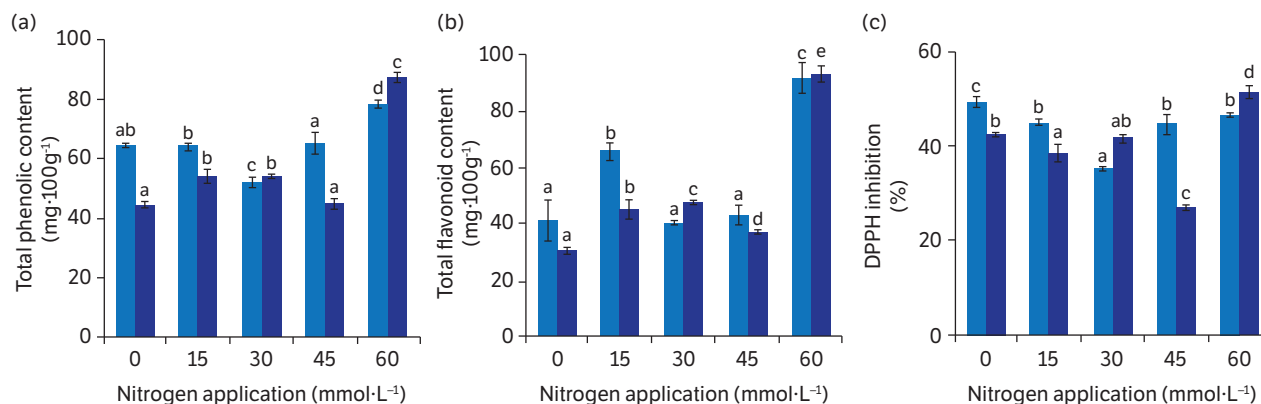 (a)
Total phenolic content
(mg·100g⁻¹)
100
80
60
40
20
0
ab
a
b
b
c
b
a
a
d
c
0 15 30 45 60
Nitrogen application (mmol·L⁻¹)
(b)
Total flavonoid content
(mg·100g⁻¹)
100
80
60
40
20
0
a
a
b
b
a
c
a
d
c
e
0 15 30 45 60
Nitrogen application (mmol·L⁻¹)
(c)
DPPH inhibition
(%)
60
40
20
0
c
b
b
a
a
ab
b
c
b
d
0 15 30 45 60
Nitrogen application (mmol·L⁻¹)